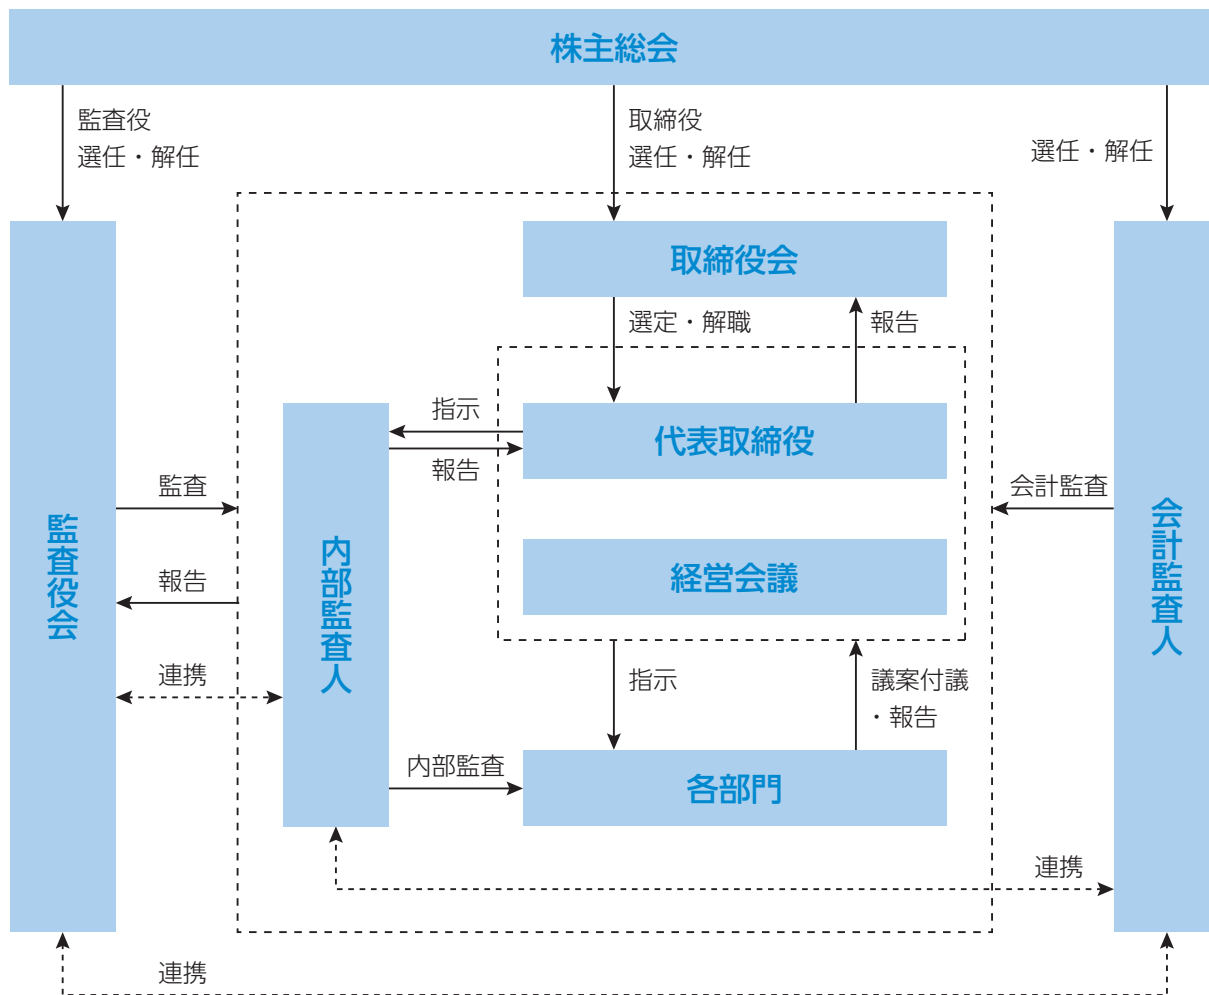 株主総会
監査役
選任・解任
取締役
選任・解任
選任・解任
取締役会
選定・解職
報告
指示
報告
代表取締役
監査
会計監査
監査役会
内部監査人
経営会議
会計監査人
報告
連携
指示
議案付議
・報告
内部監査
各部門
連携
連携